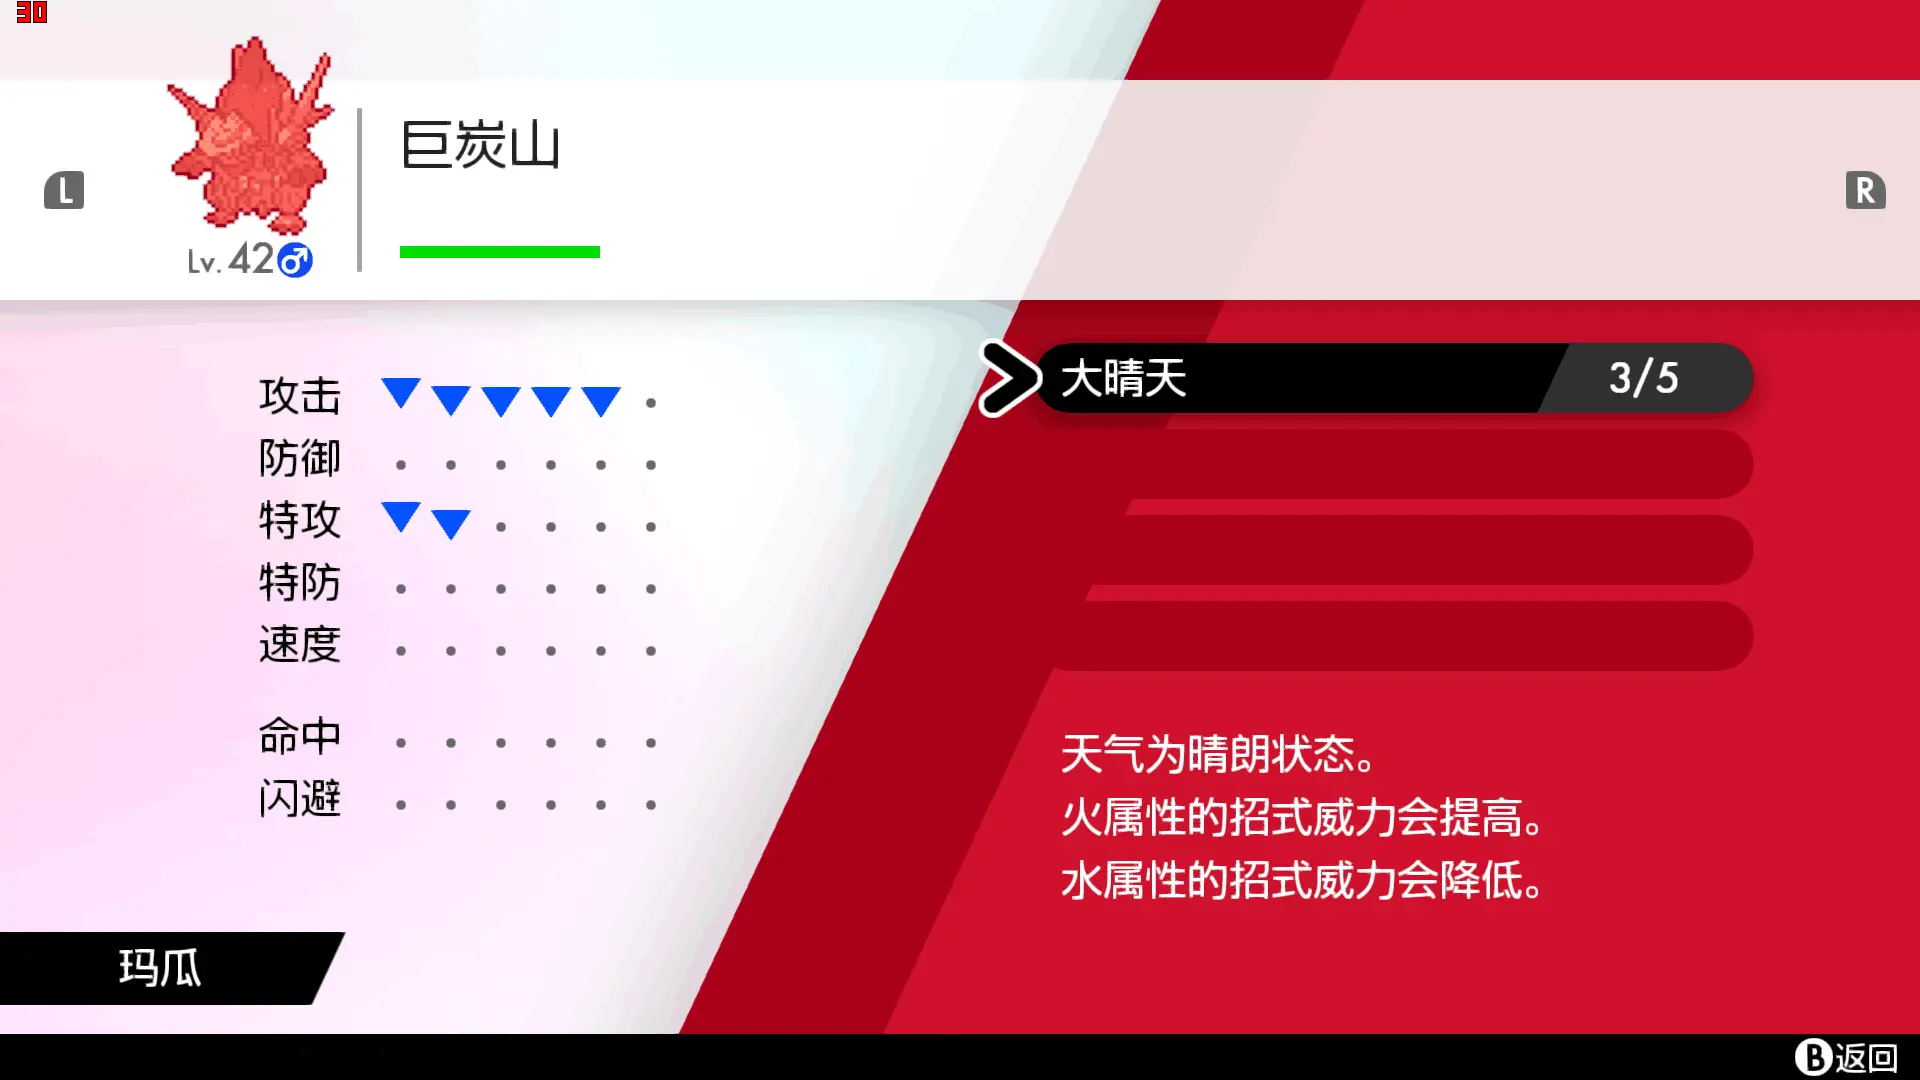 30
巨炭山
L
R
Lv. 42♂
攻击
防御
特攻
特防
速度
命中
闪避
大晴天 3/5
天气为晴朗状态。
火属性的招式威力会提高。
水属性的招式威力会降低。
玛瓜
B返回